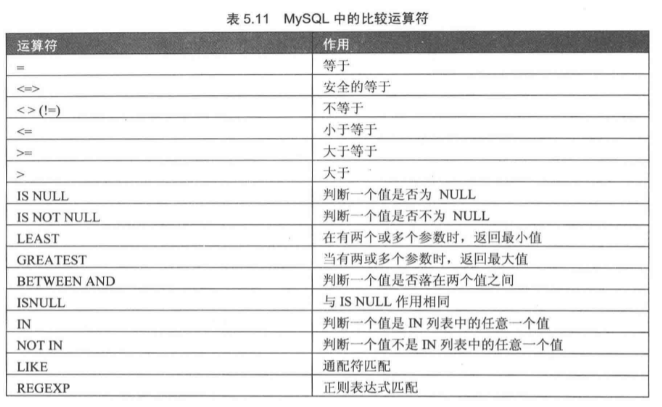 表 5.11 MySQL 中的比较运算符
运算符 作用
= 等于
<=> 安全的等于
< > (!=) 不等于
<= 小于等于
>= 大于等于
> 大于
IS NULL 判断一个值是否为 NULL
IS NOT NULL 判断一个值是否不为 NULL
LEAST 在有两个或多个参数时，返回最小值
GREATEST 当有两或多个参数时，返回最大值
BETWEEN AND 判断一个值是否落在两个值之间
ISNULL 与 IS NULL 作用相同
IN 判断一个值是 IN 列表中的任意一个值
NOT IN 判断一个值不是 IN 列表中的任意一个值
LIKE 通配符匹配
REGEXP 正则表达式匹配